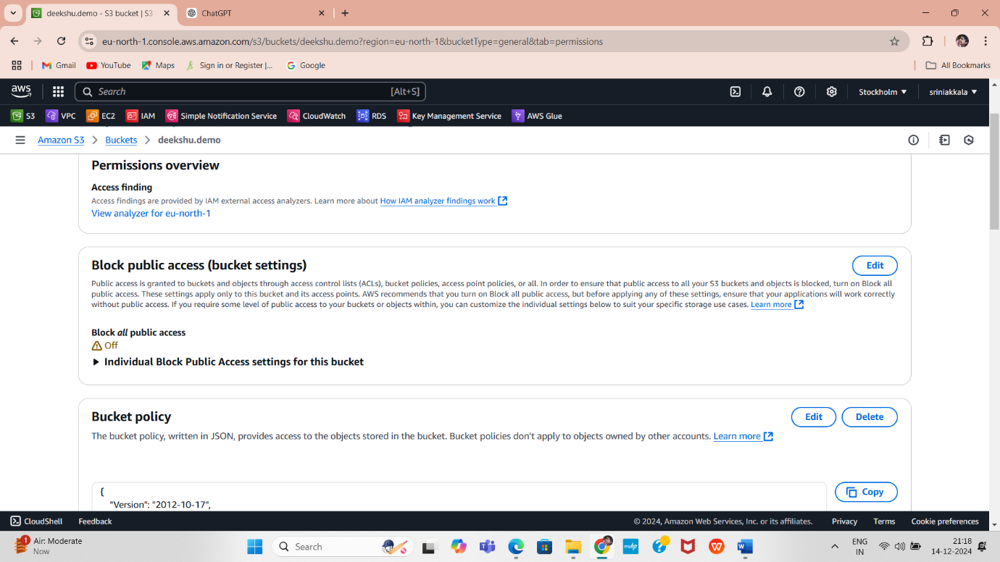 deekshu.demo - S3 bucket | S3
ChatGPT
eu-north-1.console.aws.amazon.com/s3/buckets/deekshu.demo?region=eu-north-1&bucketType=general&tab=permissions
Gmail
YouTube
Maps
Sign in or Register |...
Google
All Bookmarks
aws
Search
[Alt+S]
Stockholm
sriniakkala
S3
VPC
EC2
IAM
Simple Notification Service
CloudWatch
RDS
Key Management Service
AWS Glue
Amazon S3
Buckets
deekshu.demo
Permissions overview
Access finding
Access findings are provided by IAM external access analyzers. Learn more about How IAM analyzer findings work
View analyzer for eu-north-1
Block public access (bucket settings)
Edit
Public access is granted to buckets and objects through access control lists (ACLs), bucket policies, access point policies, or all. In order to ensure that public access to all your S3 buckets and objects is blocked, turn on Block all
public access. These settings apply only to this bucket and its access points. AWS recommends that you turn on Block all public access, but before applying any of these settings, ensure that your applications will work correctly
without public access. If you require some level of public access to your buckets or objects within, you can customize the individual settings below to suit your specific storage use cases. Learn more
Block all public access
Off
Individual Block Public Access settings for this bucket
Bucket policy
Edit
Delete
The bucket policy, written in JSON, provides access to the objects stored in the bucket. Bucket policies don't apply to objects owned by other accounts. Learn more
{
"Version": "2012-10-17",
Copy
CloudShell
Feedback
© 2024, Amazon Web Services, Inc. or its affiliates.
Privacy
Terms
Cookie preferences
1
Air: Moderate
Now
Search
myhp
ENG
IN
21:18
14-12-2024